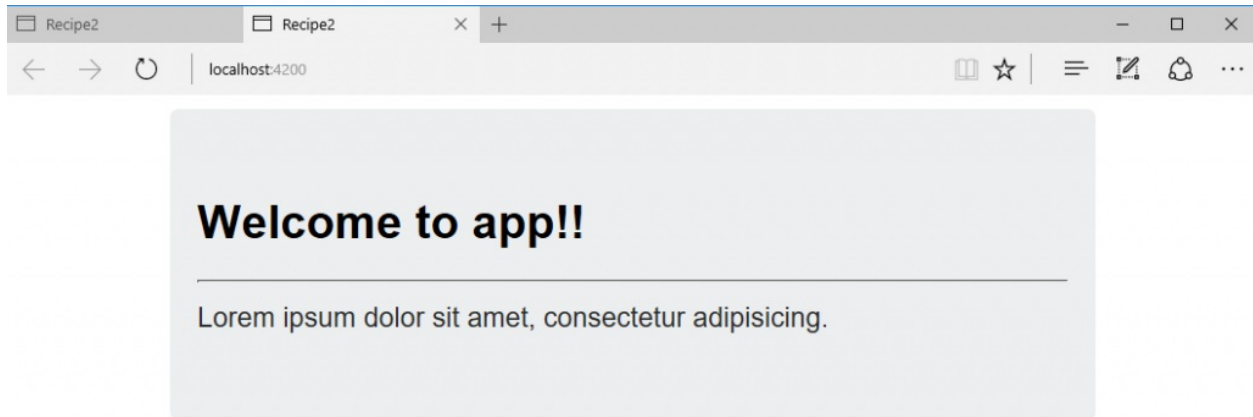 Recipe2
Recipe2
localhost:4200
Welcome to app!!
Lorem ipsum dolor sit amet, consectetur adipisicing.